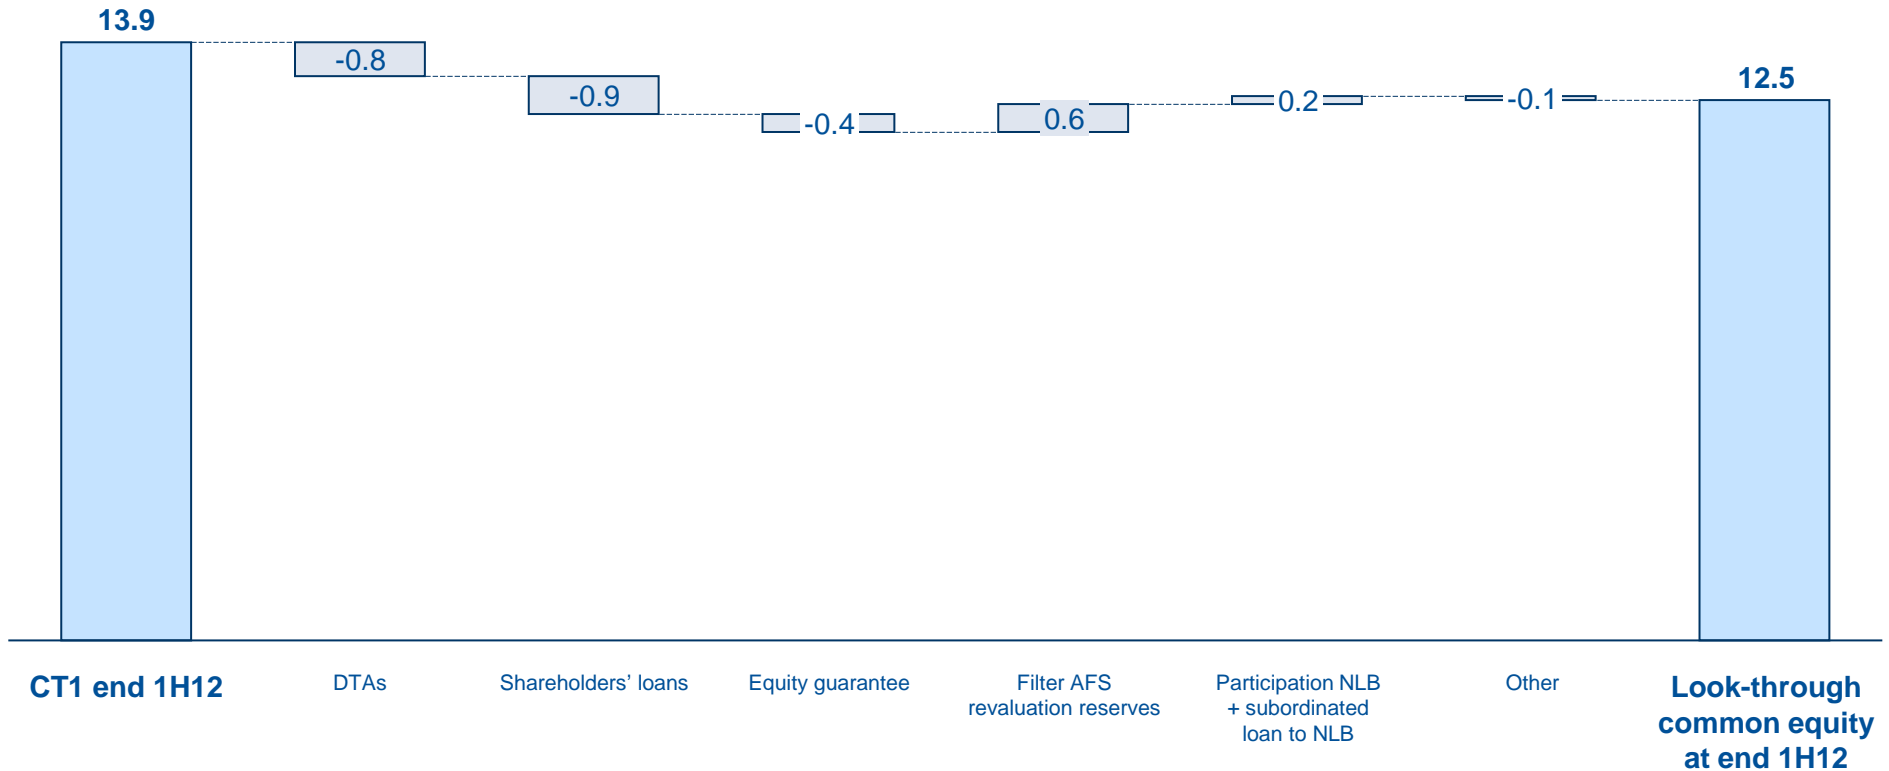 13.9
-0.8
-0.9
-0.4
0.6
0.2
-0.1
12.5
CT1 end 1H12
DTAs
Shareholders’ loans
Equity guarantee
Filter AFS
revaluation reserves
Participation NLB
+ subordinated
loan to NLB
Other
Look-through
common equity
at end 1H12